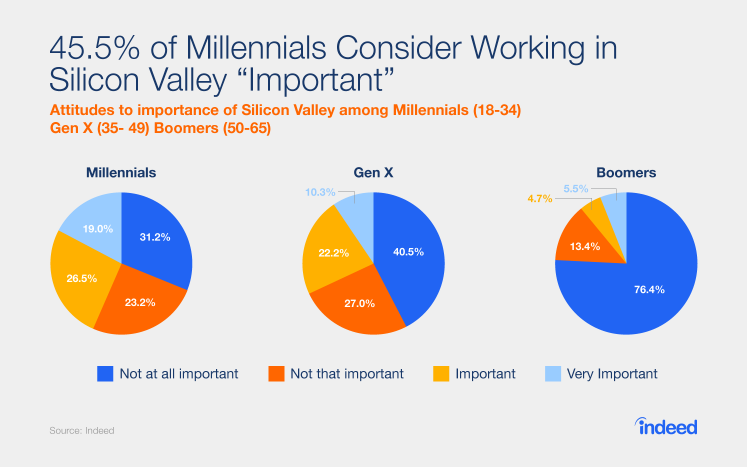 45.5% of Millennials Consider Working in
Silicon Valley “Important”
Attitudes to importance of Silicon Valley among Millennials (18-34)
Gen X (35- 49) Boomers (50-65)
Millennials
19.0%
31.2%
26.5%
23.2%
Gen X
10.3%
40.5%
22.2%
27.0%
Boomers
5.5%
4.7%
13.4%
76.4%
Not at all important
Not that important
Important
Very Important
Source: Indeed
indeed